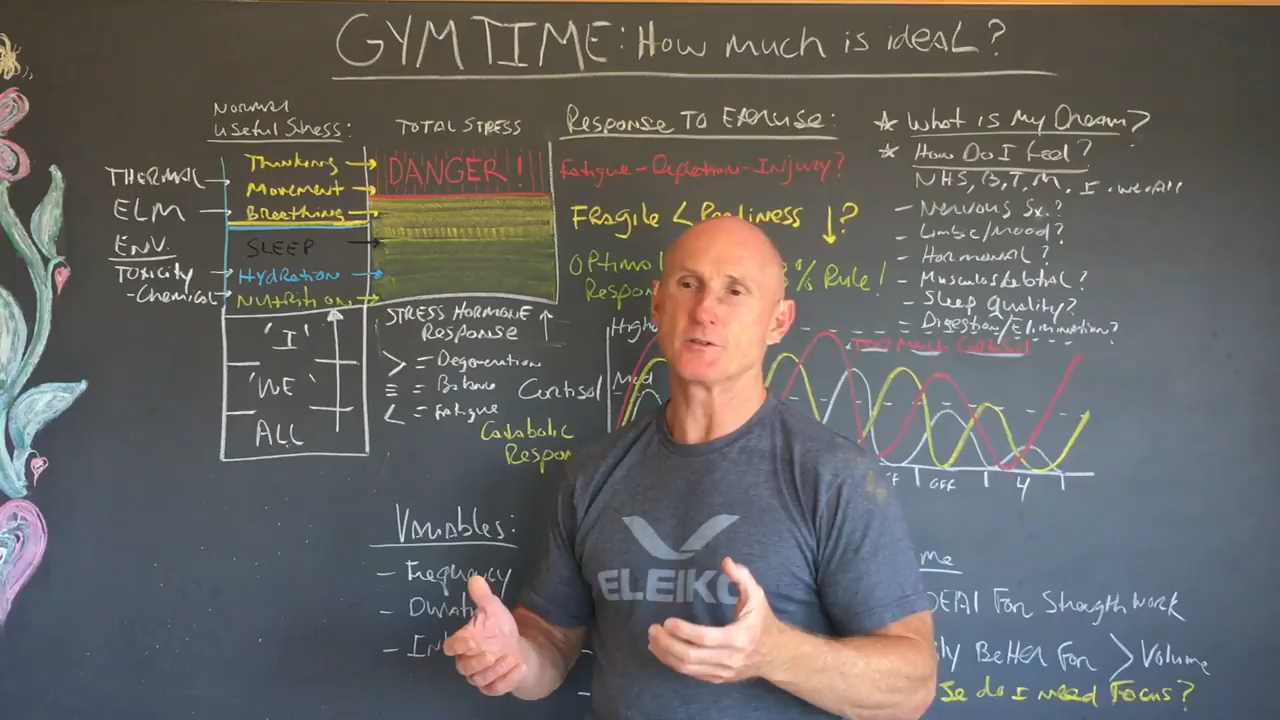 GYM TIME: How much is ideal?
NORMAL
Useful Stress:
THERMAL
ELM
ENV.
TOXICITY
-Chemical
Thinking
Movement
Breathing
SLEEP
Hydration
NUTRITION
'I'
'WE'
ALL
TOTAL STRESS
DANGER!
STRESS HORMONE
RESPONSE
> = Degeneration
≡ = Balance
< = Fatigue
Cortisol
Catabolic
Variables:
- Frequency
Response To Exercise:
Fatigue - Depletion - Injury?
Fragile < Readiness ↓?
% Rule!
High
Too Much Cortisol
OFF
4
* What is My Dream?
* How Do I Feel?
NHS, B, T, M, I, we, All
- Nervous Sx.?
- Limbic/Mood?
- Hormonal?
- Musculoskeletal?
- Sleep Quality?
- Digestion/Elimination?
ELEIKO
For Strength Work
Better For > Volume
do I need Focus?